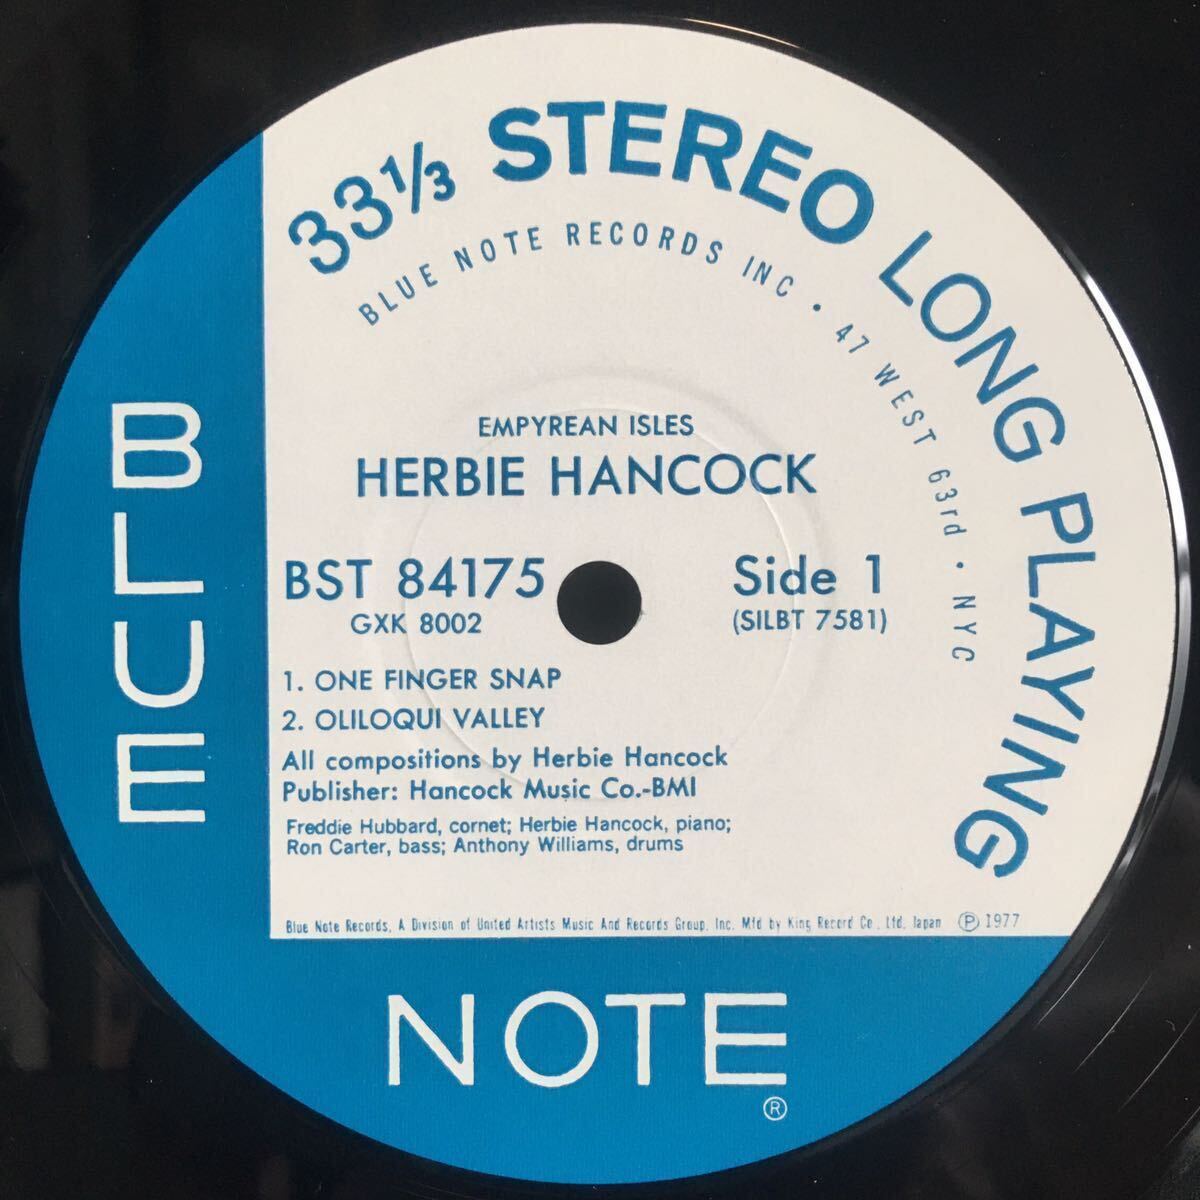 33 1/3 STEREO LONG PLAYING
BLUE NOTE RECORDS INC • 47 WEST 63rd • NYC
EMPYREAN ISLES
HERBIE HANCOCK
BST 84175
GXK 8002
Side 1
(SILBT 7581)
1. ONE FINGER SNAP
2. OLILOQUI VALLEY
All compositions by Herbie Hancock
Publisher: Hancock Music Co.-BMI
Freddie Hubbard, cornet; Herbie Hancock, piano;
Ron Carter, bass; Anthony Williams, drums
Blue Note Records, A Division of United Artists Music And Records Group, Inc. Mfd by King Record Co., Ltd, Japan Ⓟ 1977
BLUE
NOTE
®